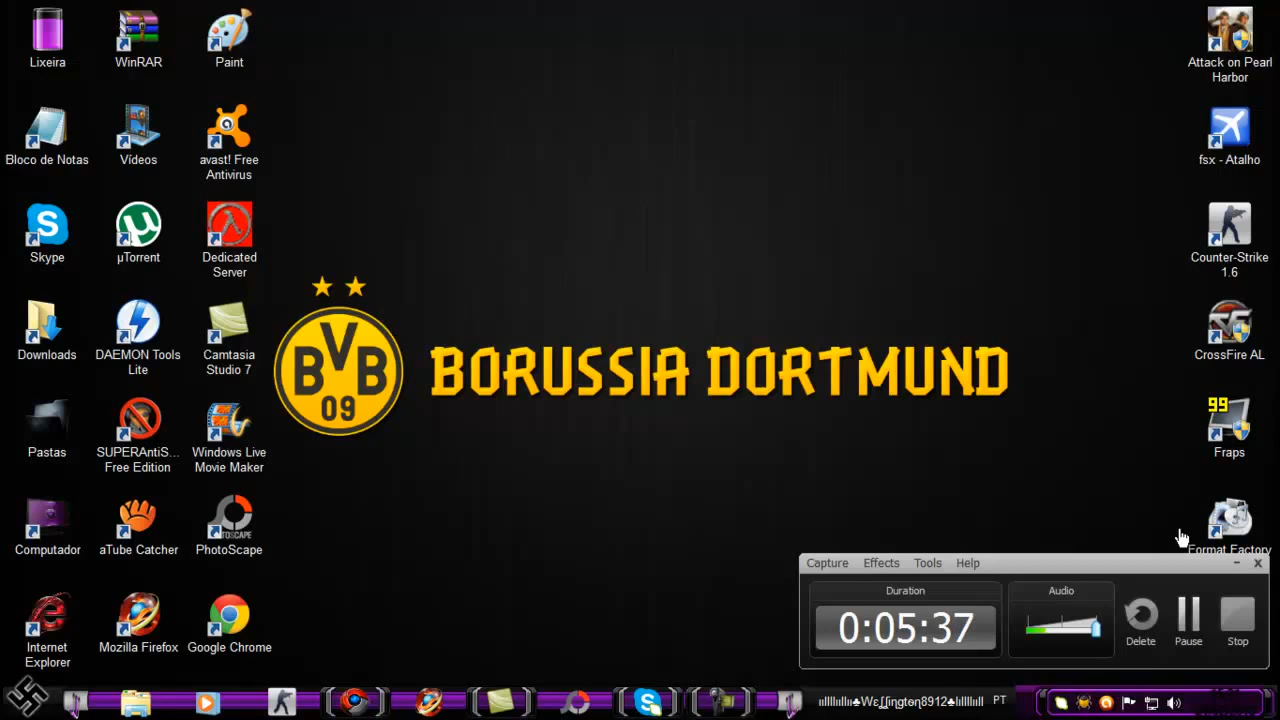 Lixeira
WinRAR
Paint
Bloco de Notas
Vídeos
avast! Free
Antivirus
Skype
µTorrent
Dedicated
Server
Downloads
DAEMON Tools
Lite
Camtasia
Studio 7
Pastas
SUPERAntiS...
Free Edition
Windows Live
Movie Maker
Computador
aTube Catcher
PhotoScape
Internet
Explorer
Mozilla Firefox
Google Chrome
BVB
09
BORUSSIA DORTMUND
Attack on Pearl
Harbor
fsx - Atalho
Counter-Strike
1.6
CrossFire AL
99
Fraps
Format Factory
Capture Effects Tools Help
Duration
0:05:37
Audio
Delete
Pause
Stop
PT